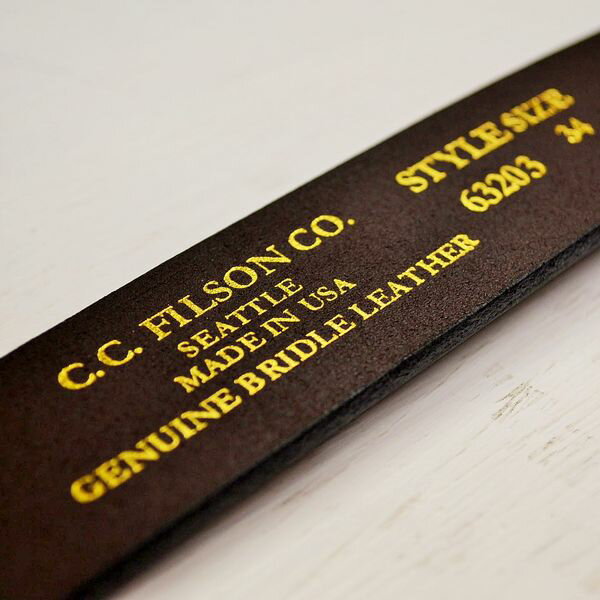 C.C. FILSON CO.
SEATTLE
MADE IN USA
GENUINE BRIDLE LEATHER
STYLE SIZE
63203 34